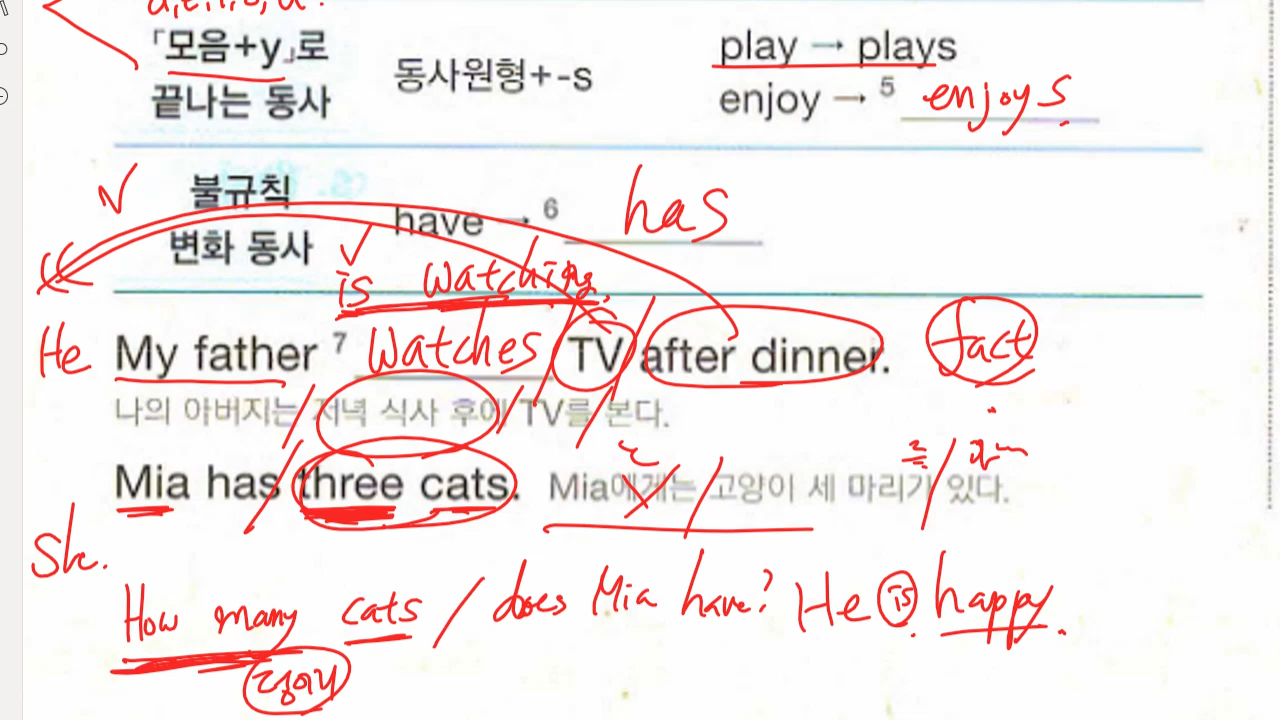 a, e, i, o, u
「모음+y」로
끝나는 동사
동사원형+-s
play → plays
enjoy → 5 enjoys
불규칙
변화 동사
have → 6 has
is watching.
He My father 7 watches TV after dinner. fact
나의 아버지는 저녁 식사 후에 TV를 본다.
Mia has three cats. Mia에게는 고양이 세 마리가 있다.
She.
How many cats / does Mia have? He is happy.